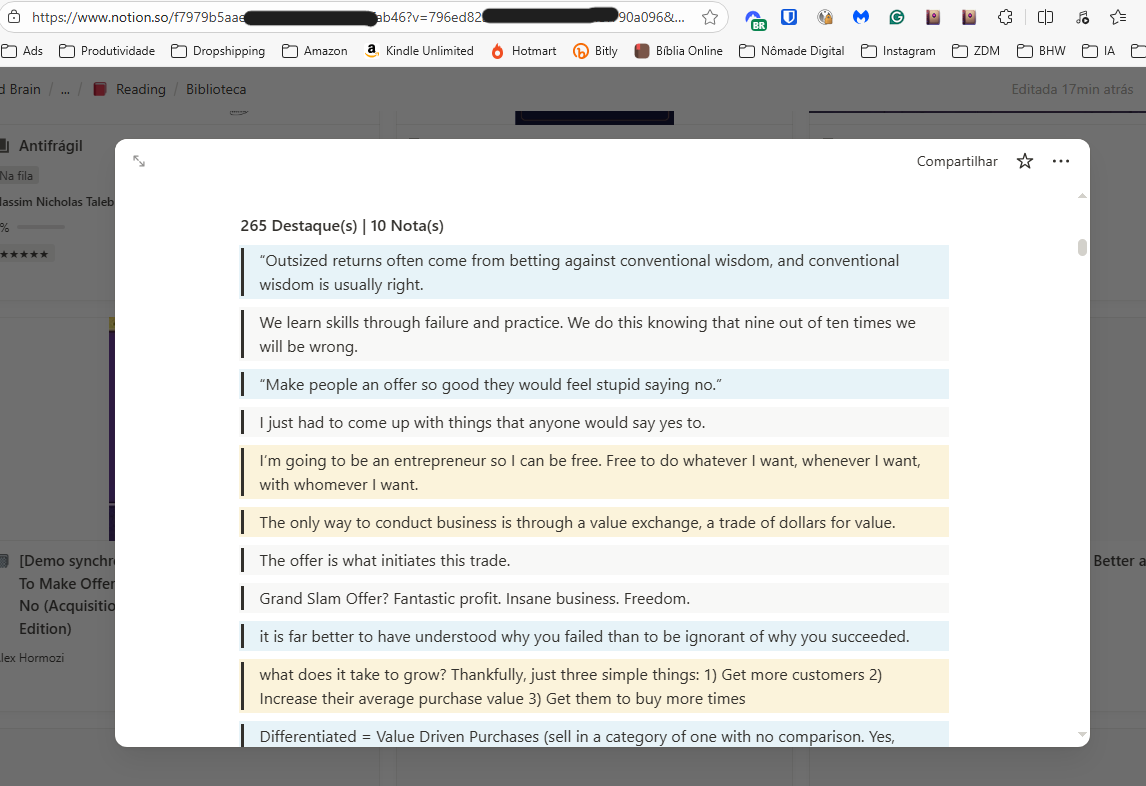 https://www.notion.so/f7979b5aae ab46?v=796ed82 90a096&...
BR
Ads Produtividade Dropshipping Amazon Kindle Unlimited Hotmart Bitly Bíblia Online Nômade Digital Instagram ZDM BHW IA
d Brain / ... / Reading / Biblioteca
Editada 17min atrás
Antifrágil
Na fila
assim Nicholas Taleb
%
★★★★★
[Demo synchr
To Make Offer
No (Acquisitio
Edition)
lex Hormozi
Compartilhar
265 Destaque(s) | 10 Nota(s)
“Outsized returns often come from betting against conventional wisdom, and conventional
wisdom is usually right.
We learn skills through failure and practice. We do this knowing that nine out of ten times we
will be wrong.
“Make people an offer so good they would feel stupid saying no.”
I just had to come up with things that anyone would say yes to.
I’m going to be an entrepreneur so I can be free. Free to do whatever I want, whenever I want,
with whomever I want.
The only way to conduct business is through a value exchange, a trade of dollars for value.
The offer is what initiates this trade.
Grand Slam Offer? Fantastic profit. Insane business. Freedom.
it is far better to have understood why you failed than to be ignorant of why you succeeded.
what does it take to grow? Thankfully, just three simple things: 1) Get more customers 2)
Increase their average purchase value 3) Get them to buy more times
Differentiated = Value Driven Purchases (sell in a category of one with no comparison. Yes,
Better a